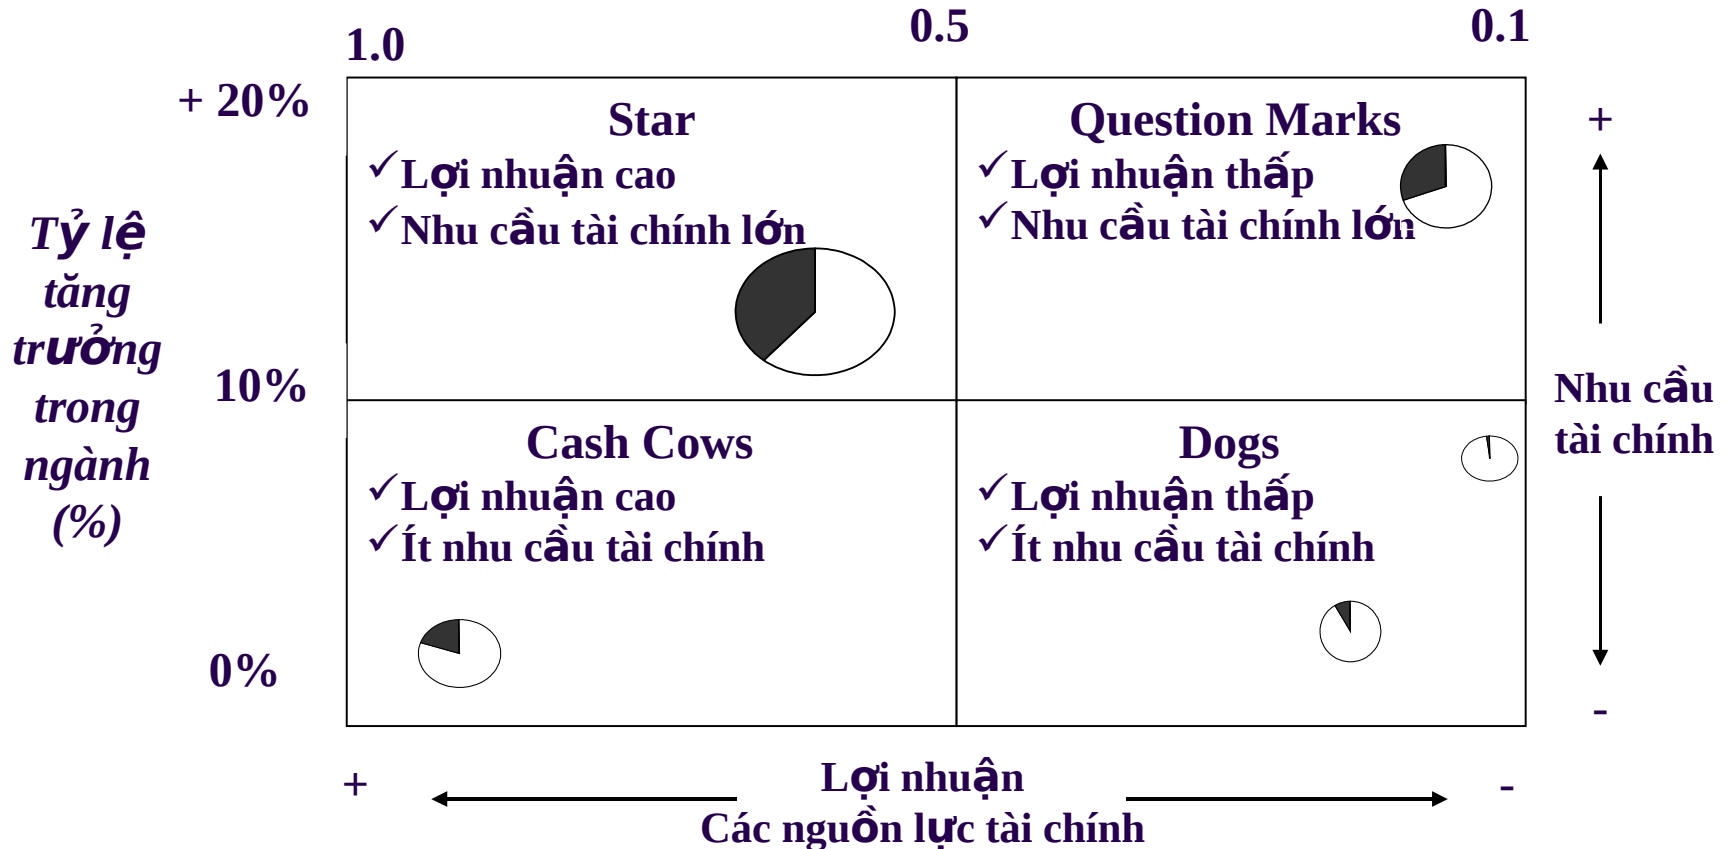 1.0
0.5
0.1
+ 20%
10%
0%
Tỷ lệ
tăng
trưởng
trong
ngành
(%)
Star
✓Lợi nhuận cao
✓Nhu cầu tài chính lớn
Question Marks
✓Lợi nhuận thấp
✓Nhu cầu tài chính lớn
Cash Cows
✓Lợi nhuận cao
✓Ít nhu cầu tài chính
Dogs
✓Lợi nhuận thấp
✓Ít nhu cầu tài chính
+
Nhu cầu
tài chính
-
+
Lợi nhuận
Các nguồn lực tài chính
-